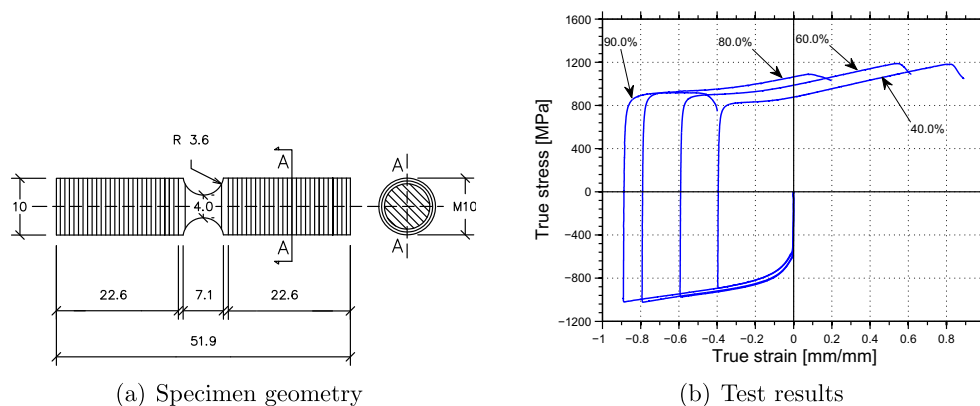 R 3.6
A
A
10
4.0
M10
A
A
22.6
7.1
22.6
51.9
(a) Specimen geometry
True stress [MPa]
1600
1200
800
400
0
−400
−800
−1200
90.0%
80.0%
60.0%
40.0%
−1 −0.8 −0.6 −0.4 −0.2 0 0.2 0.4 0.6 0.8
True strain [mm/mm]
(b) Test results